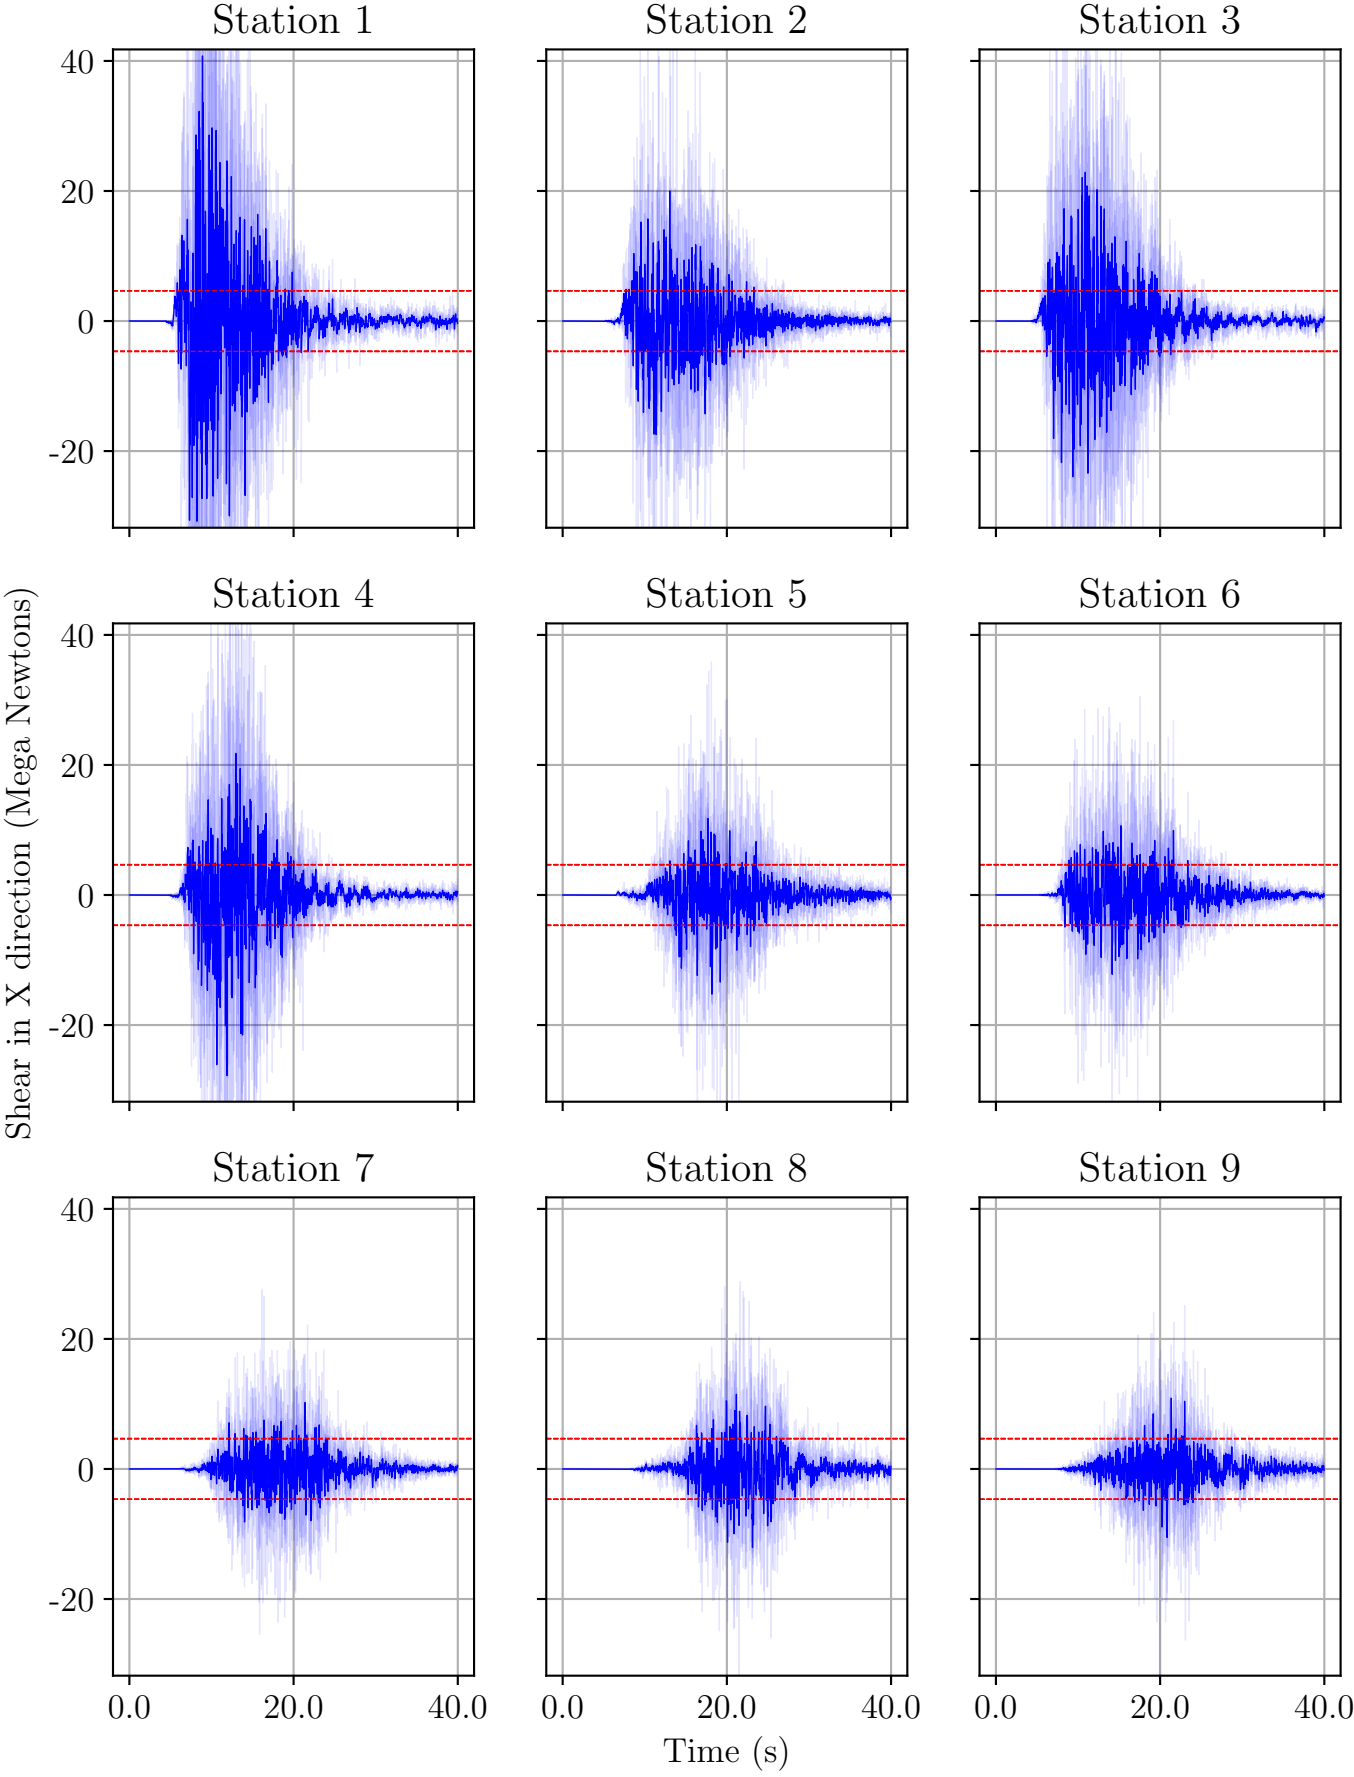 Station 1
Station 2
Station 3
40
20
0
-20
Station 4
Station 5
Station 6
40
20
0
-20
Shear in X direction (Mega Newtons)
Station 7
Station 8
Station 9
40
20
0
-20
0.0 20.0 40.0
0.0 20.0 40.0
0.0 20.0 40.0
Time (s)